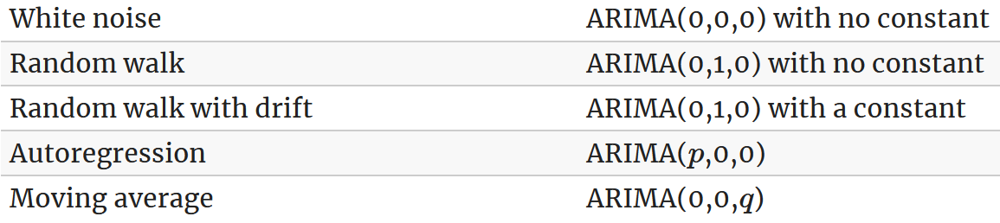 White noise ARIMA(0,0,0) with no constant
Random walk ARIMA(0,1,0) with no constant
Random walk with drift ARIMA(0,1,0) with a constant
Autoregression ARIMA(p,0,0)
Moving average ARIMA(0,0,q)